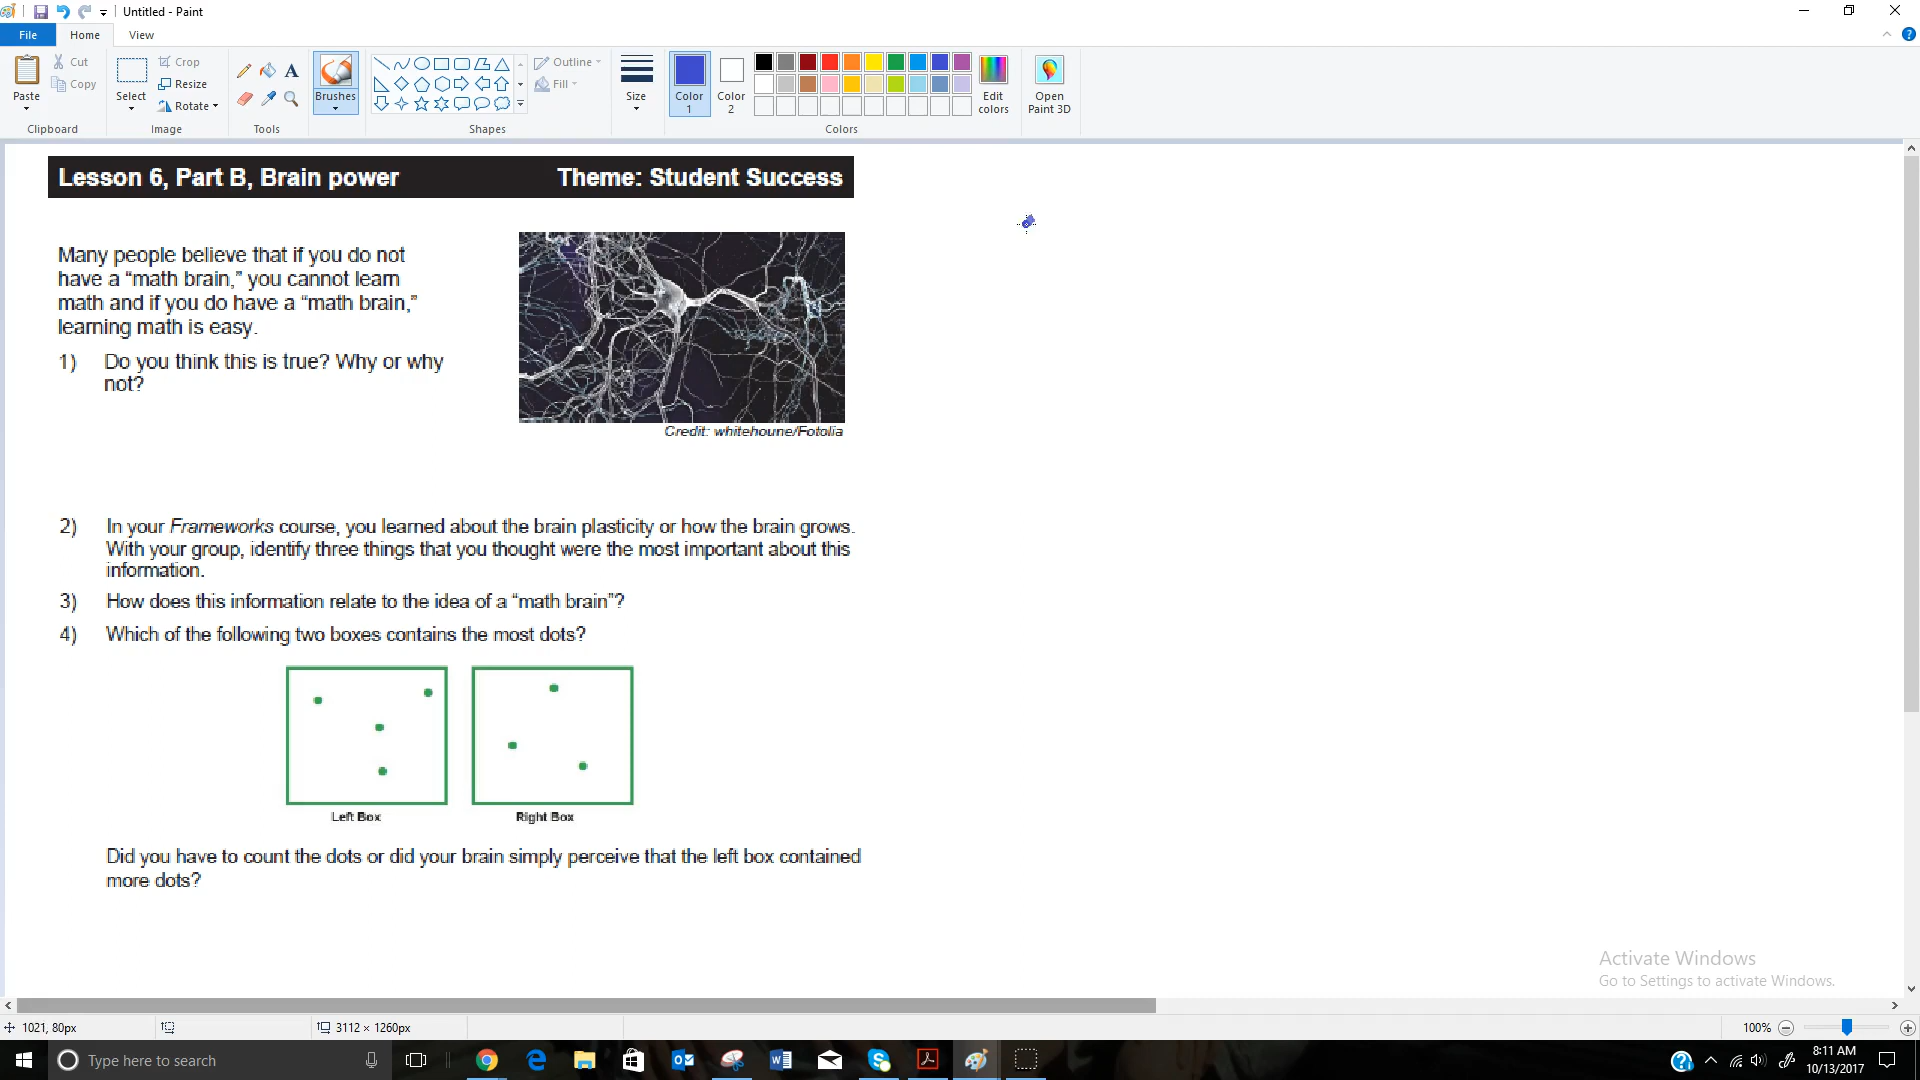 Untitled - Paint
File Home View
Paste
Cut
Copy
Clipboard
Select
Crop
Resize
Rotate
Image
A
Tools
Brushes
Outline
Fill
Shapes
Size
Color 1
Color 2
Edit colors
Colors
Open Paint 3D
Lesson 6, Part B, Brain power Theme: Student Success
Many people believe that if you do not
have a “math brain,” you cannot learn
math and if you do have a “math brain,”
learning math is easy.
1) Do you think this is true? Why or why
not?
Credit: whitehoune/Fotolia
2) In your Frameworks course, you learned about the brain plasticity or how the brain grows.
With your group, identify three things that you thought were the most important about this
information.
3) How does this information relate to the idea of a “math brain”?
4) Which of the following two boxes contains the most dots?
Left Box Right Box
Did you have to count the dots or did your brain simply perceive that the left box contained
more dots?
Activate Windows
Go to Settings to activate Windows.
1021, 80px 3112 × 1260px 100%
Type here to search
8:11 AM
10/13/2017